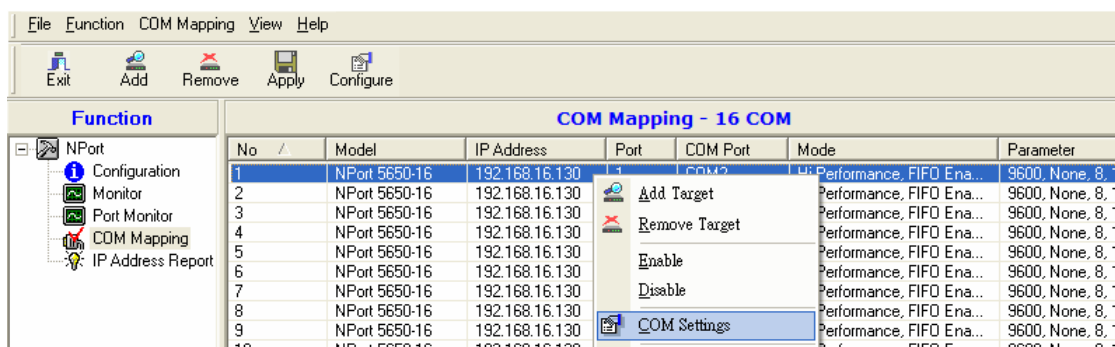 File Function COM Mapping View Help
Exit Add Remove Apply Configure
Function
COM Mapping - 16 COM
NPort
Configuration
Monitor
Port Monitor
COM Mapping
IP Address Report
No Model IP Address Port COM Port Mode Parameter
1 NPort 5650-16 192.168.16.130 1 COM2 Hi Performance, FIFO Ena... 9600, None, 8,
2 NPort 5650-16 192.168.16.130 Performance, FIFO Ena... 9600, None, 8,
3 NPort 5650-16 192.168.16.130 Performance, FIFO Ena... 9600, None, 8,
4 NPort 5650-16 192.168.16.130 Performance, FIFO Ena... 9600, None, 8,
5 NPort 5650-16 192.168.16.130 Performance, FIFO Ena... 9600, None, 8,
6 NPort 5650-16 192.168.16.130 Performance, FIFO Ena... 9600, None, 8,
7 NPort 5650-16 192.168.16.130 Performance, FIFO Ena... 9600, None, 8,
8 NPort 5650-16 192.168.16.130 Performance, FIFO Ena... 9600, None, 8,
9 NPort 5650-16 192.168.16.130 Performance, FIFO Ena... 9600, None, 8,
Add Target
Remove Target
Enable
Disable
COM Settings